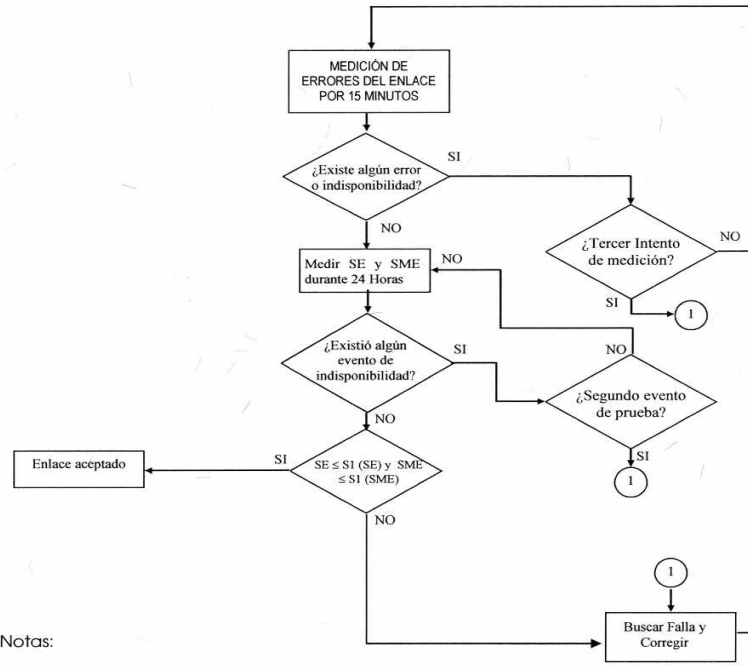 MEDICIÓN DE
ERRORES DEL ENLACE
POR 15 MINUTOS
¿Existe algún error
o indisponibilidad?
SI
NO
¿Tercer Intento
de medición?
NO
SI
1
Medir SE y SME
durante 24 Horas
NO
¿Existió algún
evento de
indisponibilidad?
SI
NO
NO
¿Segundo evento
de prueba?
SI
1
SE ≤ S1 (SE) y SME
≤ S1 (SME)
SI
Enlace aceptado
NO
1
Buscar Falla y
Corregir
Notas: